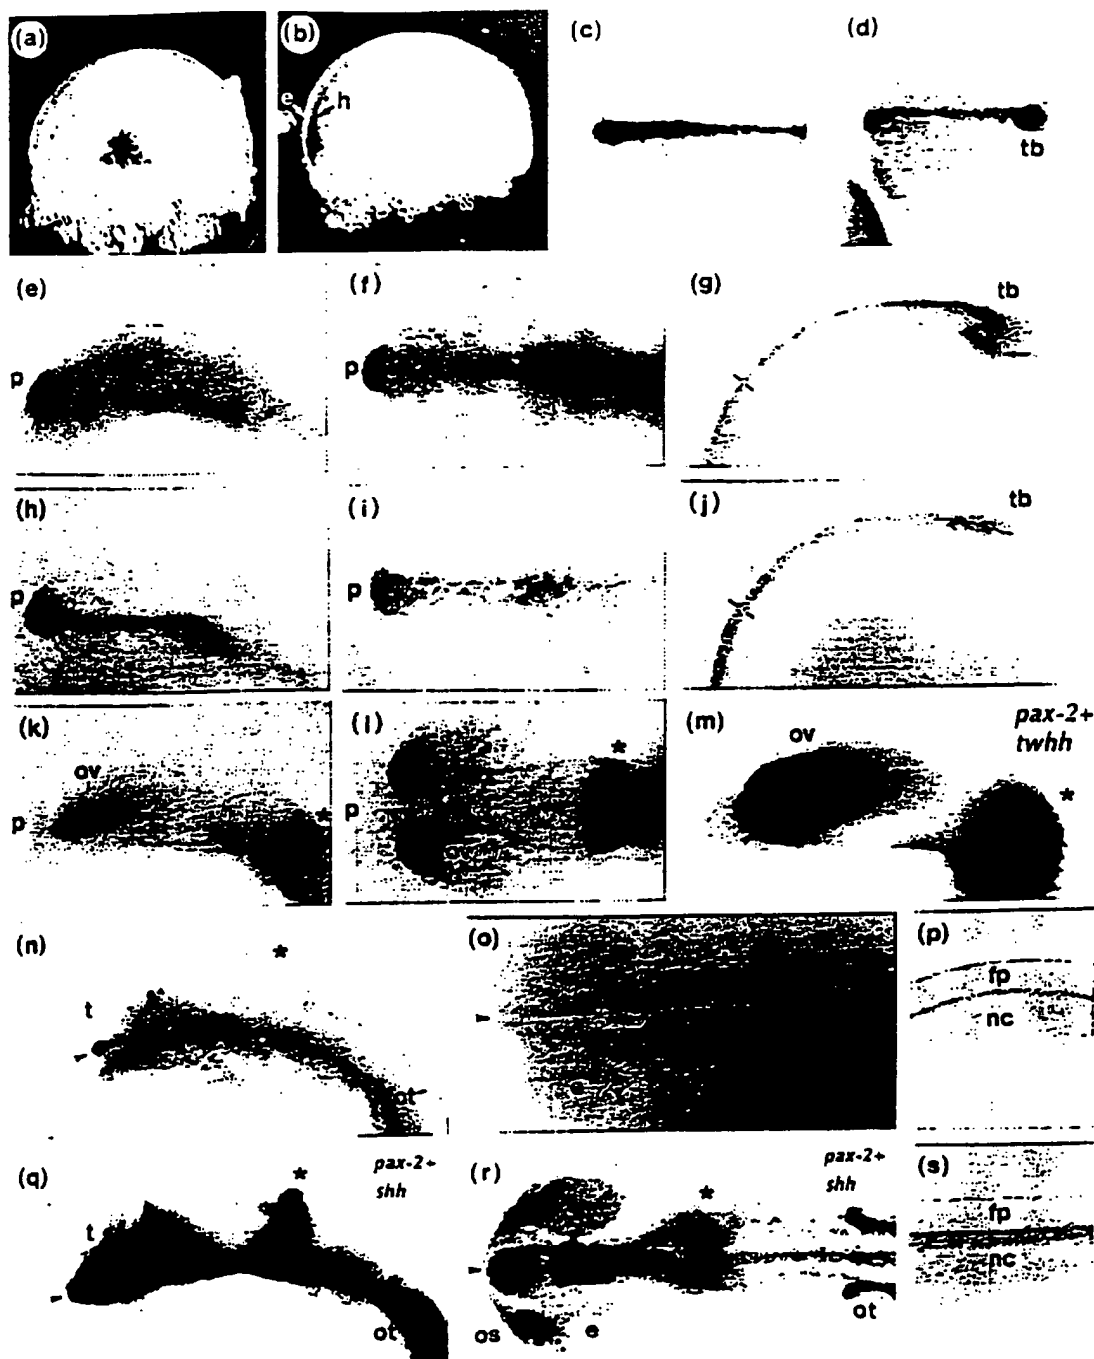 (a)
(b)
e
h
(c)
(d)
tb
(e)
p
(f)
p
(g)
tb
(h)
p
(i)
p
(j)
tb
(k)
ov
p
*
(l)
p
*
(m)
ov
pax-2+
twhh
*
(n)
*
t
ot
(o)
(p)
fp
nc
(q)
pax-2+
shh
*
t
ot
(r)
pax-2+
shh
*
os
e
ot
(s)
fp
nc